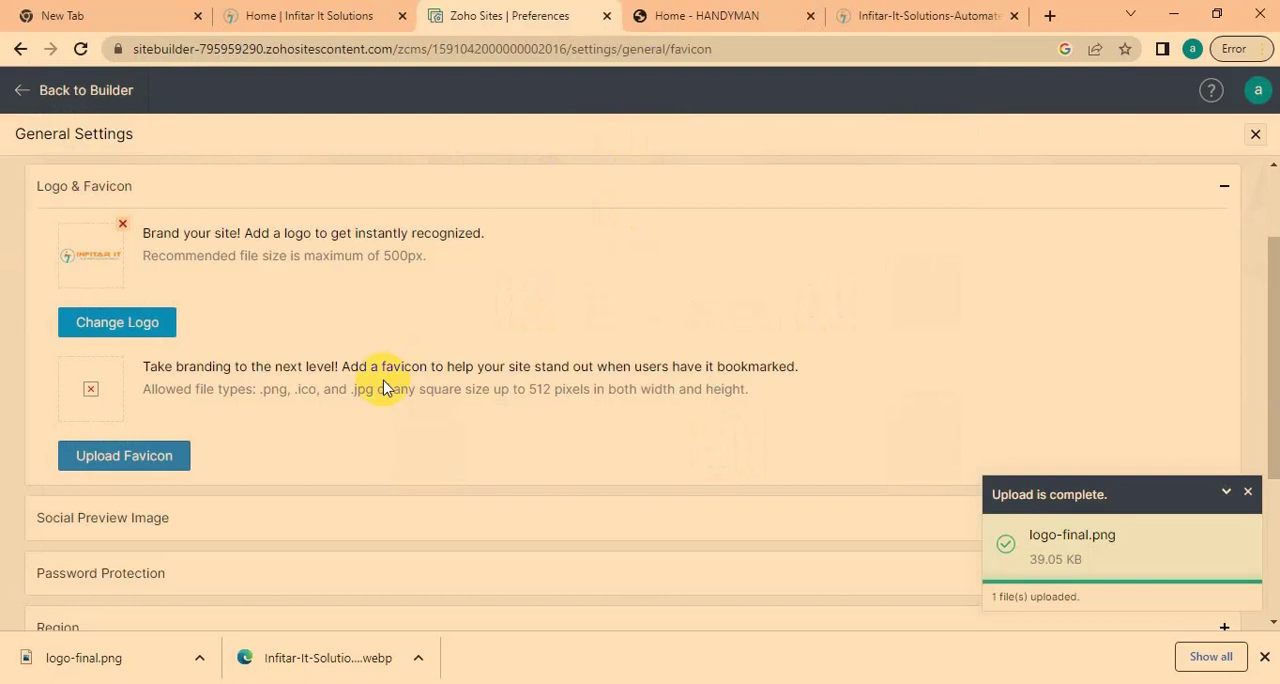 New Tab
Home | Infitar It Solutions
Zoho Sites | Preferences
Home - HANDYMAN
Infitar-It-Solutions-Automate
sitebuilder-795959290.zohositescontent.com/zcms/1591042000000002016/settings/general/favicon
a
Error
Back to Builder
?
a
General Settings
Logo & Favicon
INFITAR IT
Brand your site! Add a logo to get instantly recognized.
Recommended file size is maximum of 500px.
Change Logo
Take branding to the next level! Add a favicon to help your site stand out when users have it bookmarked.
Allowed file types: .png, .ico, and .jpg of any square size up to 512 pixels in both width and height.
Upload Favicon
Social Preview Image
Password Protection
Region
Upload is complete.
logo-final.png
39.05 KB
1 file(s) uploaded.
logo-final.png
Infitar-It-Solutio....webp
Show all